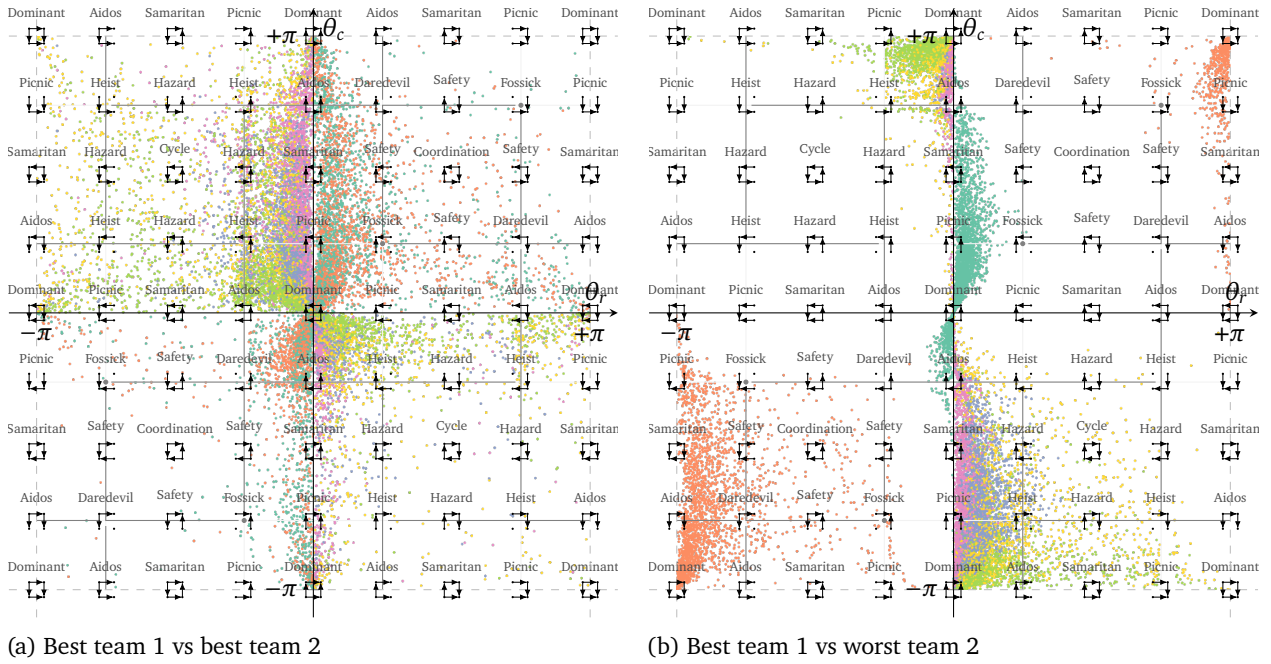 Dominant Aidos Samaritan Picnic Dominant Aidos Samaritan Picnic Dominant
+π θc
Picnic Heist Hazard Heist Aidos Daredevil Safety Fossick Picnic
Samaritan Hazard Cycle Hazard Samaritan Safety Coordination Safety Samaritan
Aidos Heist Hazard Heist Picnic Fossick Safety Daredevil Aidos
Dominant Picnic Samaritan Aidos Dominant Picnic Samaritan Aidos Dominant
θr
−π +π
Picnic Fossick Safety Daredevil Aidos Heist Hazard Heist Picnic
Samaritan Safety Coordination Safety Samaritan Hazard Cycle Hazard Samaritan
Aidos Daredevil Safety Fossick Picnic Heist Hazard Heist Aidos
Dominant Aidos Samaritan Picnic Dominant Aidos Samaritan Picnic Dominant
−π
(a) Best team 1 vs best team 2
Dominant Aidos Samaritan Picnic Dominant Aidos Samaritan Picnic Dominant
+π θc
Picnic Heist Hazard Heist Aidos Daredevil Safety Fossick Picnic
Samaritan Hazard Cycle Hazard Samaritan Safety Coordination Safety Samaritan
Aidos Heist Hazard Heist Picnic Fossick Safety Daredevil Aidos
Dominant Picnic Samaritan Aidos Dominant Picnic Samaritan Aidos Dominant
θr
−π +π
Picnic Fossick Safety Daredevil Aidos Heist Hazard Heist Picnic
Samaritan Safety Coordination Safety Samaritan Hazard Cycle Hazard Samaritan
Aidos Daredevil Safety Fossick Picnic Heist Hazard Heist Aidos
Dominant Aidos Samaritan Picnic Dominant Aidos Samaritan Picnic Dominant
−π
(b) Best team 1 vs worst team 2